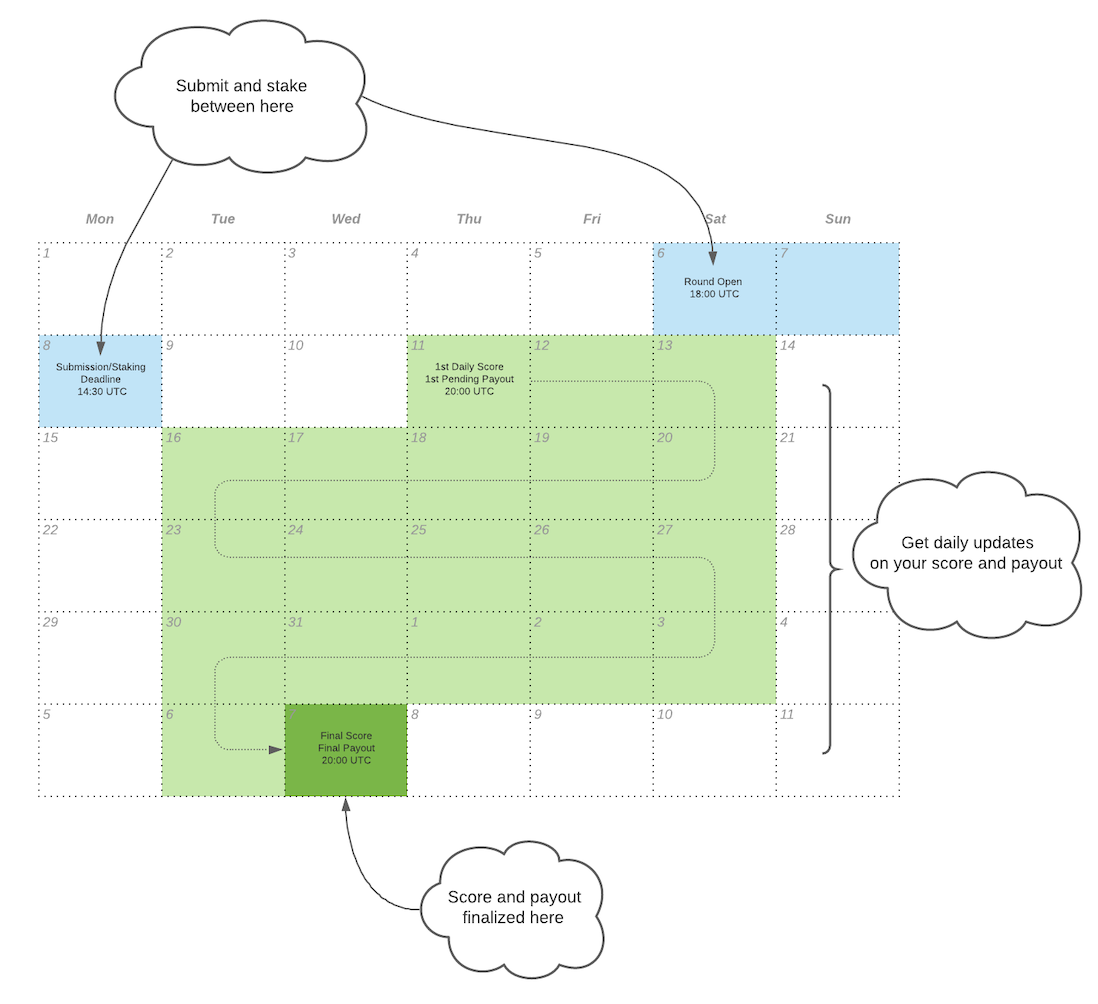 Submit and stake
between here
Mon Tue Wed Thu Fri Sat Sun
1 2 3 4 5 6 7
Round Open
18:00 UTC
8 9 10 11 12 13 14
Submission/Staking
Deadline
14:30 UTC
1st Daily Score
1st Pending Payout
20:00 UTC
15 16 17 18 19 20 21
22 23 24 25 26 27 28
Get daily updates
on your score and payout
29 30 31 1 2 3 4
5 6 7 8 9 10 11
Final Score
Final Payout
20:00 UTC
Score and payout
finalized here